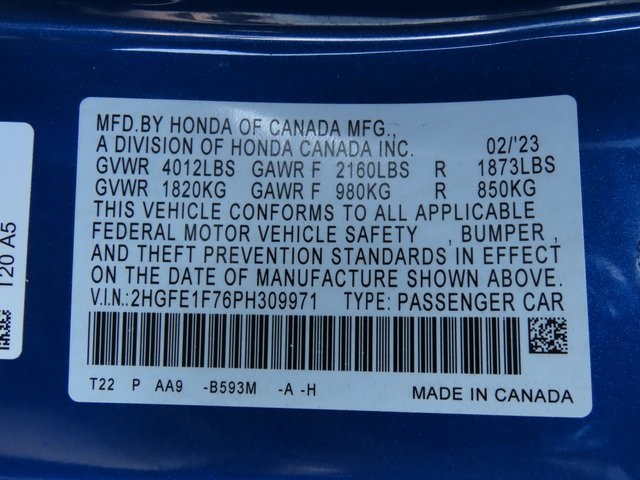 MFD.BY HONDA OF CANADA MFG.,
A DIVISION OF HONDA CANADA INC. 02/'23
GVWR 4012LBS GAWR F 2160LBS R 1873LBS
GVWR 1820KG GAWR F 980KG R 850KG
THIS VEHICLE CONFORMS TO ALL APPLICABLE
FEDERAL MOTOR VEHICLE SAFETY , BUMPER ,
AND THEFT PREVENTION STANDARDS IN EFFECT
ON THE DATE OF MANUFACTURE SHOWN ABOVE.
V.I.N.:2HGFE1F76PH309971 TYPE: PASSENGER CAR
T22 P AA9 -B593M -A -H MADE IN CANADA
T20 A5